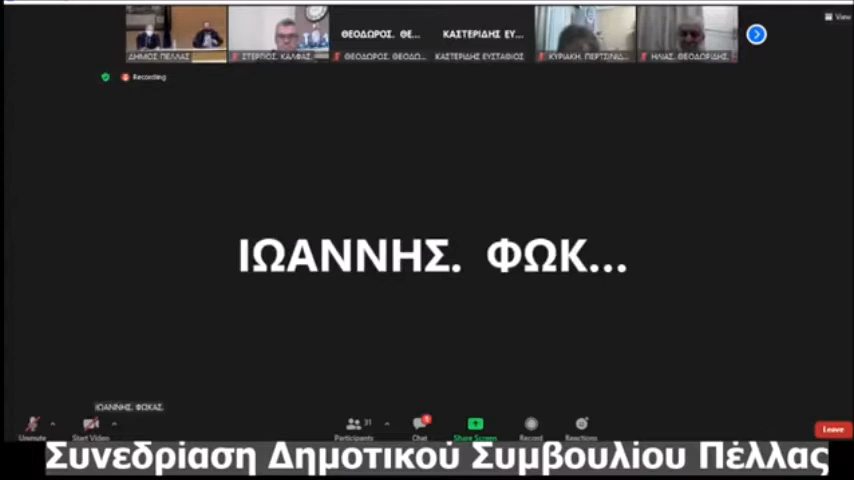 View
ΘΕΟΔΩΡΟΣ. ΘΕ...
ΚΑΣΤΕΡΙΔΗΣ ΕΥ...
ΔΗΜΟΣ ΠΕΛΛΑΣ
ΣΤΕΡΓΙΟΣ. ΚΑΛΦΑΣ.
ΘΕΟΔΩΡΟΣ. ΘΕΟΔΩ...
ΚΑΣΤΕΡΙΔΗΣ ΕΥΣΤΑΘΙΟΣ
ΚΥΡΙΑΚΗ. ΠΕΡΤΣΙΝΙΔ...
ΗΛΙΑΣ. ΘΕΟΔΩΡΙΔΗΣ.
Recording
ΙΩΑΝΝΗΣ. ΦΩΚ...
ΙΩΑΝΝΗΣ. ΦΩΚΑΣ.
Unmute
Start Video
31
Participants
Chat
Share Screen
Record
Reactions
Leave
Συνεδρίαση Δημοτικού Συμβουλίου Πέλλας